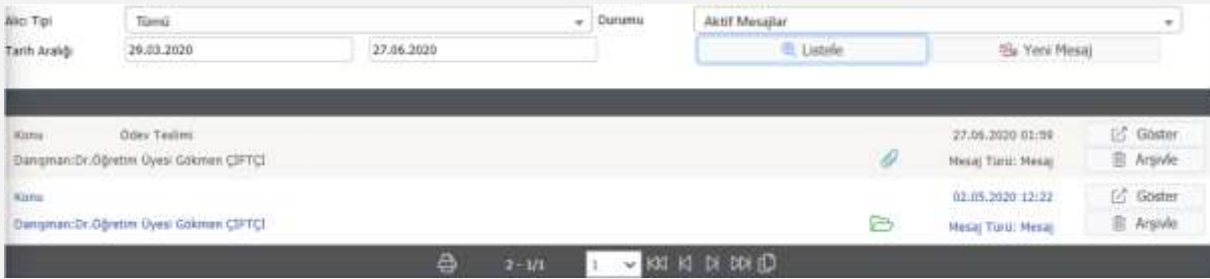 Alıcı Tipi Tümü Durumu Aktif Mesajlar
Tarih Aralığı 29.03.2020 27.06.2020 Listele Yeni Mesaj
Konu Ödev Teslimi 27.06.2020 01:59 Göster
Danışman:Dr.Öğretim Üyesi Gökmen ÇİFTÇİ Mesaj Türü: Mesaj Arşivle
Konu 02.05.2020 12:22 Göster
Danışman:Dr.Öğretim Üyesi Gökmen ÇİFTÇİ Mesaj Türü: Mesaj Arşivle
2 - 1/1 1